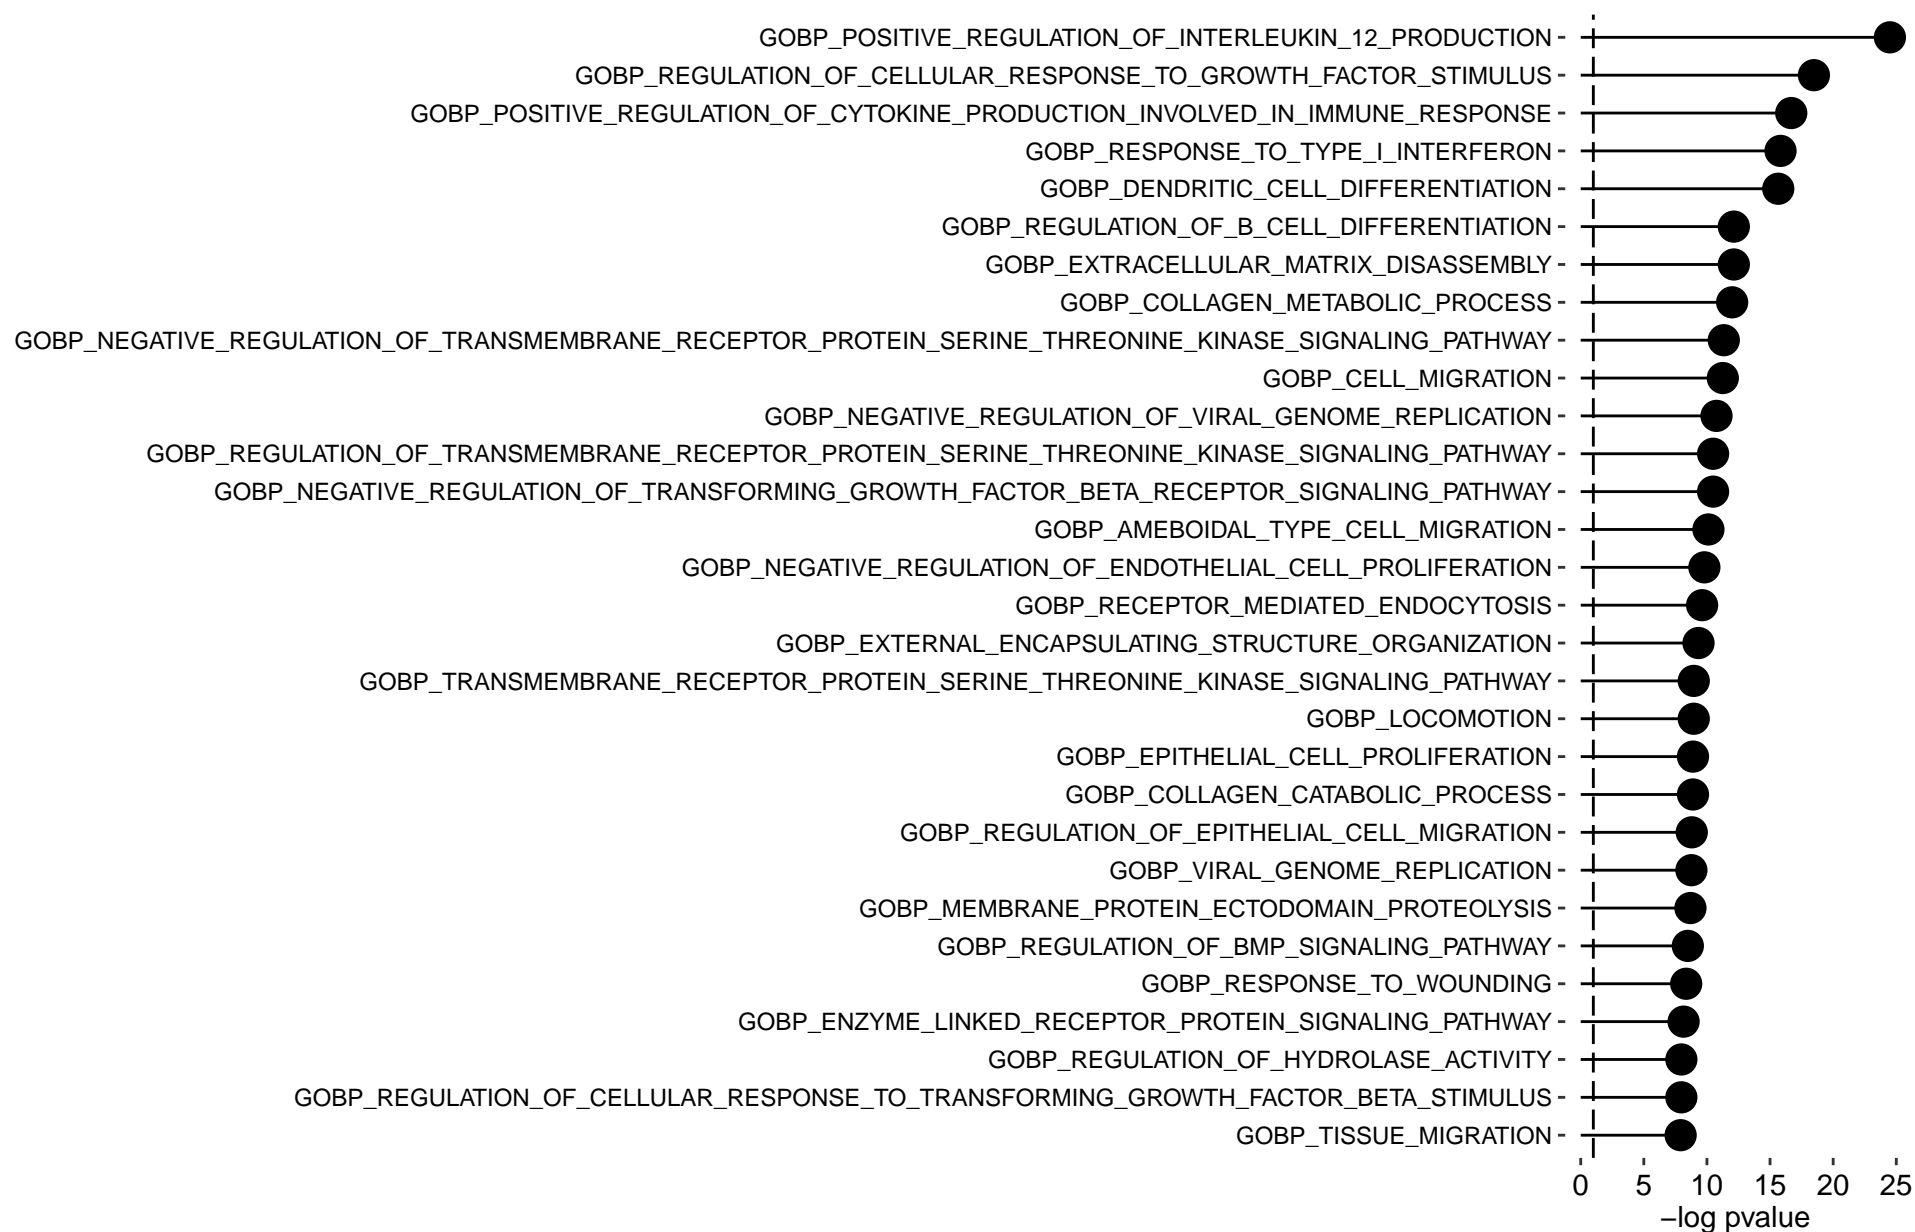 GOBP_POSITIVE_REGULATION_OF_INTERLEUKIN_12_PRODUCTION
GOBP_REGULATION_OF_CELLULAR_RESPONSE_TO_GROWTH_FACTOR_STIMULUS
GOBP_POSITIVE_REGULATION_OF_CYTOKINE_PRODUCTION_INVOLVED_IN_IMMUNE_RESPONSE
GOBP_RESPONSE_TO_TYPE_I_INTERFERON
GOBP_DENDRITIC_CELL_DIFFERENTIATION
GOBP_REGULATION_OF_B_CELL_DIFFERENTIATION
GOBP_EXTRACELLULAR_MATRIX_DISASSEMBLY
GOBP_COLLAGEN_METABOLIC_PROCESS
GOBP_NEGATIVE_REGULATION_OF_TRANSMEMBRANE_RECEPTOR_PROTEIN_SERINE_THREONINE_KINASE_SIGNALING_PATHWAY
GOBP_CELL_MIGRATION
GOBP_NEGATIVE_REGULATION_OF_VIRAL_GENOME_REPLICATION
GOBP_REGULATION_OF_TRANSMEMBRANE_RECEPTOR_PROTEIN_SERINE_THREONINE_KINASE_SIGNALING_PATHWAY
GOBP_NEGATIVE_REGULATION_OF_TRANSFORMING_GROWTH_FACTOR_BETA_RECEPTOR_SIGNALING_PATHWAY
GOBP_AMEBOIDAL_TYPE_CELL_MIGRATION
GOBP_NEGATIVE_REGULATION_OF_ENDOTHELIAL_CELL_PROLIFERATION
GOBP_RECEPTOR_MEDIATED_ENDOCYTOSIS
GOBP_EXTERNAL_ENCAPSULATING_STRUCTURE_ORGANIZATION
GOBP_TRANSMEMBRANE_RECEPTOR_PROTEIN_SERINE_THREONINE_KINASE_SIGNALING_PATHWAY
GOBP_LOCOMOTION
GOBP_EPITHELIAL_CELL_PROLIFERATION
GOBP_COLLAGEN_CATABOLIC_PROCESS
GOBP_REGULATION_OF_EPITHELIAL_CELL_MIGRATION
GOBP_VIRAL_GENOME_REPLICATION
GOBP_MEMBRANE_PROTEIN_ECTODOMAIN_PROTEOLYSIS
GOBP_REGULATION_OF_BMP_SIGNALING_PATHWAY
GOBP_RESPONSE_TO_WOUNDING
GOBP_ENZYME_LINKED_RECEPTOR_PROTEIN_SIGNALING_PATHWAY
GOBP_REGULATION_OF_HYDROLASE_ACTIVITY
GOBP_REGULATION_OF_CELLULAR_RESPONSE_TO_TRANSFORMING_GROWTH_FACTOR_BETA_STIMULUS
GOBP_TISSUE_MIGRATION
0 5 10 15 20 25
−log pvalue